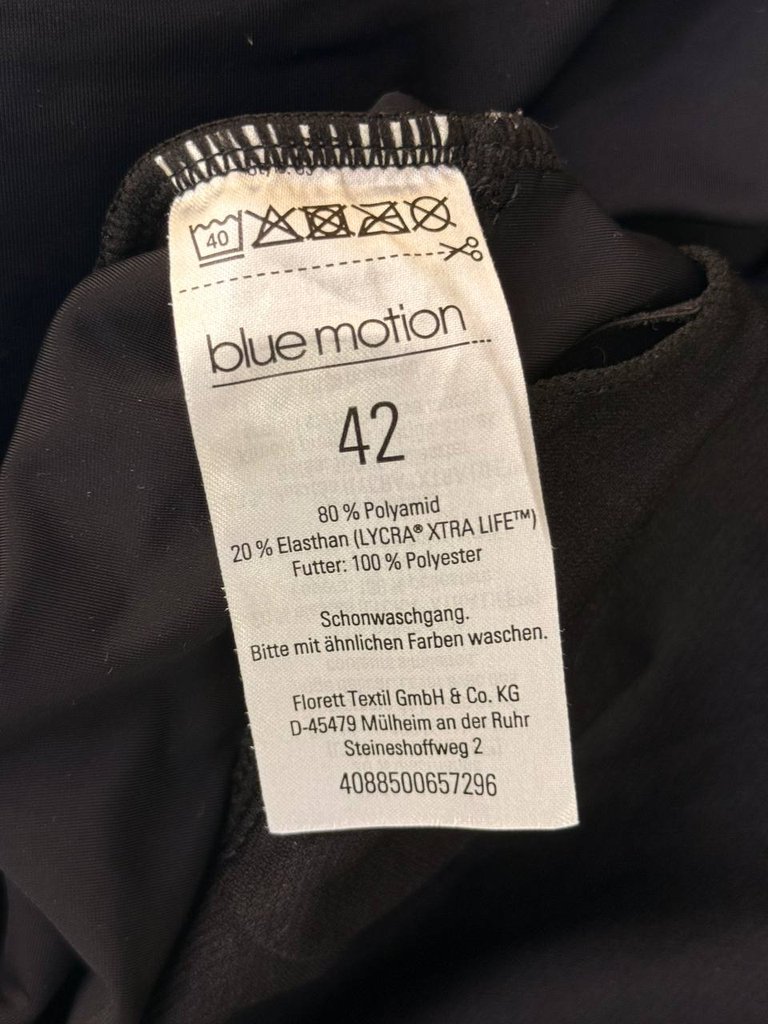 40
blue motion
42
80 % Polyamid
20 % Elasthan (LYCRA® XTRA LIFE™)
Futter: 100 % Polyester
Schonwaschgang.
Bitte mit ähnlichen Farben waschen.
Florett Textil GmbH & Co. KG
D-45479 Mülheim an der Ruhr
Steineshoffweg 2
4088500657296